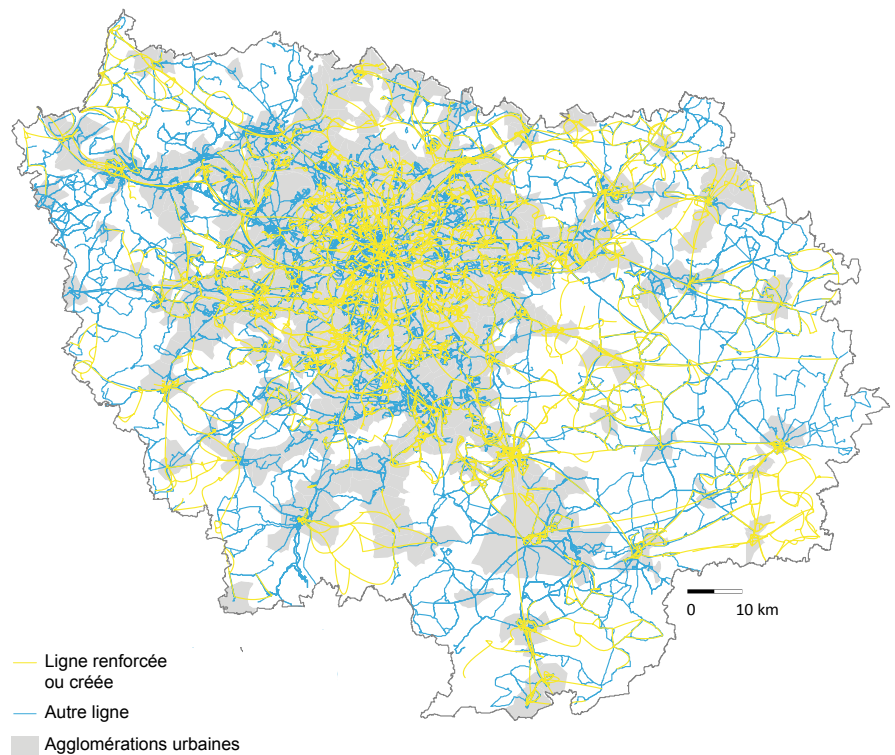 0 10 km
Ligne renforcée
ou créée
Autre ligne
Agglomérations urbaines